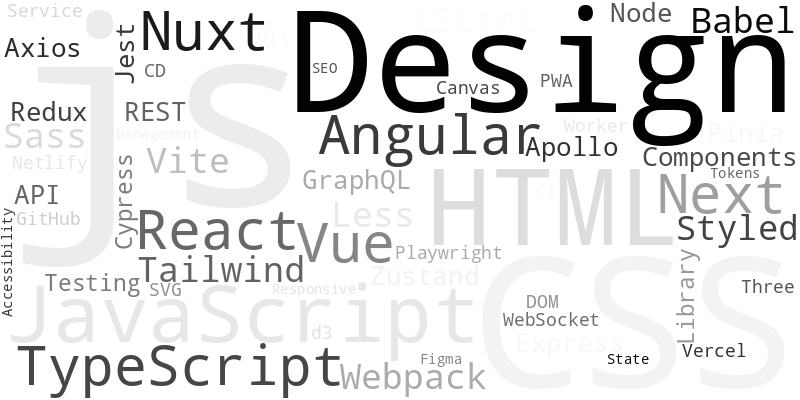 Service
Nuxt
Git
ESLint
Node
Babel
Axios
Jest
js
Design
CD
SEO
Canvas
PWA
Redux
REST
Angular
Worker
Pinia
Sass
Management
Apollo
Netlify
Vite
Components
GraphQL
Tokens
API
Cypress
HTML
Next
CI
GitHub
Accessibility
React
Less
Vue
Styled
Playwright
Tailwind
Testing
SVG
Zustand
Library
Three
JavaScript
Responsive
CSS
DOM
WebSocket
d3
Express
TypeScript
Webpack
Figma
State
Vercel